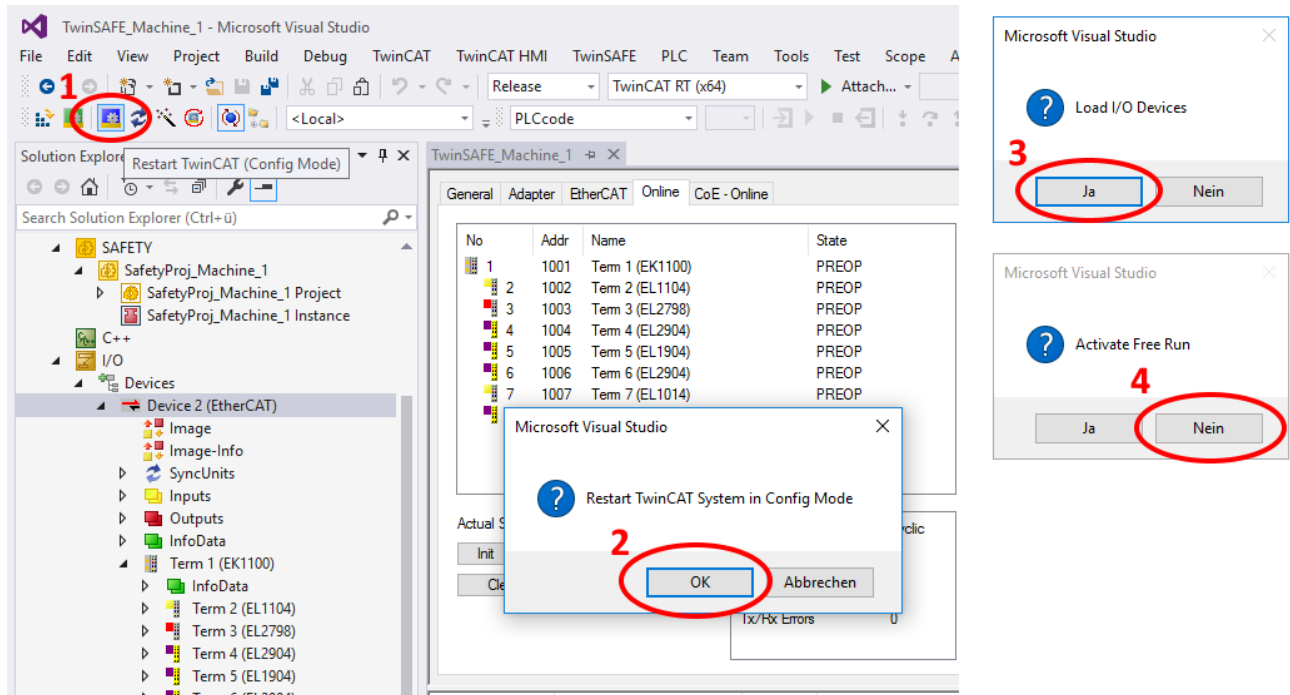 TwinSAFE_Machine_1 - Microsoft Visual Studio
File Edit View Project Build Debug TwinCAT TwinCAT HMI TwinSAFE PLC Team Tools Test Scope A
1
Release TwinCAT RT (x64) Attach...
<Local> PLCcode
Solution Explore
Restart TwinCAT (Config Mode)
Search Solution Explorer (Ctrl+ü)
SAFETY
SafetyProj_Machine_1
SafetyProj_Machine_1 Project
SafetyProj_Machine_1 Instance
C++
I/O
Devices
Device 2 (EtherCAT)
Image
Image-Info
SyncUnits
Inputs
Outputs
InfoData
Term 1 (EK1100)
InfoData
Term 2 (EL1104)
Term 3 (EL2798)
Term 4 (EL2904)
Term 5 (EL1904)
TwinSAFE_Machine_1
General Adapter EtherCAT Online CoE - Online
No Addr Name State
1 1001 Term 1 (EK1100) PREOP
2 1002 Term 2 (EL1104) PREOP
3 1003 Term 3 (EL2798) PREOP
4 1004 Term 4 (EL2904) PREOP
5 1005 Term 5 (EL1904) PREOP
6 1006 Term 6 (EL2904) PREOP
7 1007 Term 7 (EL1014) PREOP
Actual S
Init
Cle
yclic
Tx/Rx Errors 0
Microsoft Visual Studio
Restart TwinCAT System in Config Mode
2
OK Abbrechen
Microsoft Visual Studio
Load I/O Devices
3
Ja Nein
Microsoft Visual Studio
Activate Free Run
4
Ja Nein